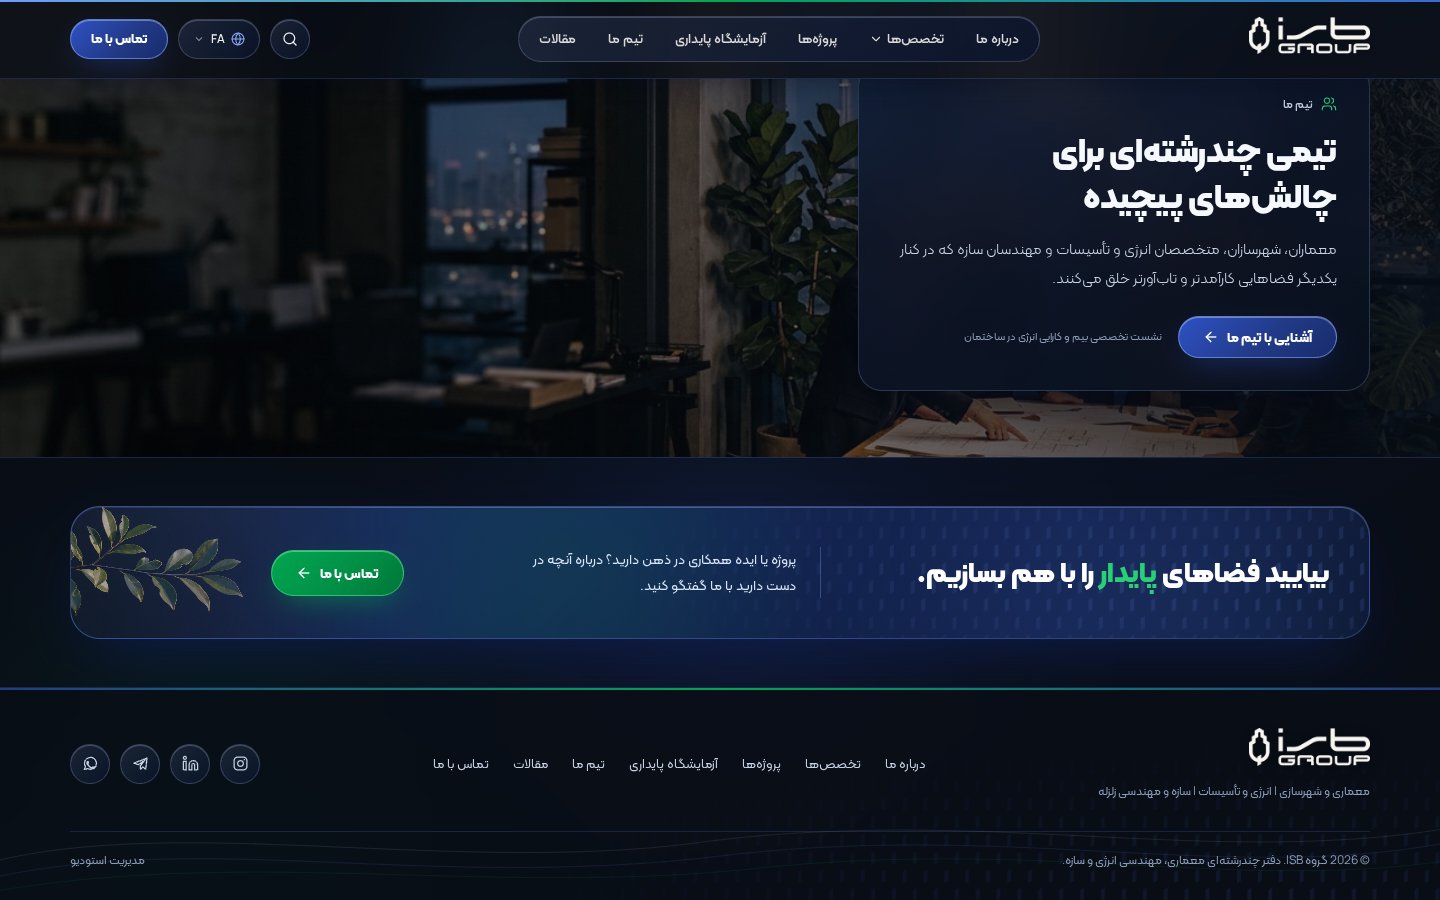 isb GROUP
درباره ما
تخصص‌ها
پروژه‌ها
آزمایشگاه پایداری
تیم ما
مقالات
FA
تماس با ما
تیم ما
تیمی چندرشته‌ای برای
چالش‌های پیچیده
معماران، شهرسازان، متخصصان انرژی و تأسیسات و مهندسان سازه که در کنار
یکدیگر فضاهایی کارآمدتر و تاب‌آورتر خلق می‌کنند.
آشنایی با تیم ما
نشست تخصصی بیم و کارایی انرژی در ساختمان
بیایید فضاهای پایدار را با هم بسازیم.
پروژه یا ایده همکاری در ذهن دارید؟ درباره آنچه در
دست دارید با ما گفتگو کنید.
تماس با ما
isb GROUP
معماری و شهرسازی | انرژی و تأسیسات | سازه و مهندسی زلزله
درباره ما
تخصص‌ها
پروژه‌ها
آزمایشگاه پایداری
تیم ما
مقالات
تماس با ما
© 2026 گروه ISB. دفتر چندرشته‌ای معماری، مهندسی انرژی و سازه.
مدیریت استودیو